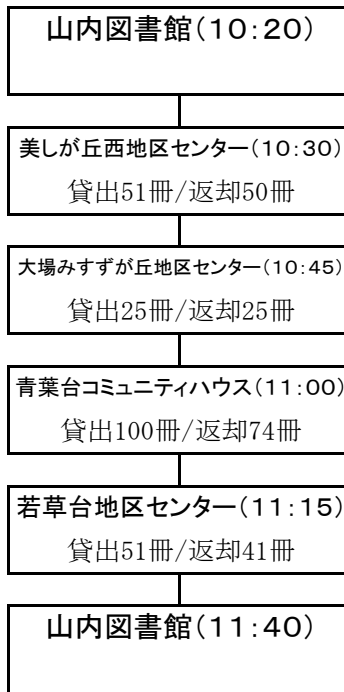 山内図書館(10:20)
美しが丘西地区センター(10:30)
貸出51冊/返却50冊
大場みすずが丘地区センター(10:45)
貸出25冊/返却25冊
青葉台コミュニティハウス(11:00)
貸出100冊/返却74冊
若草台地区センター(11:15)
貸出51冊/返却41冊
山内図書館(11:40)